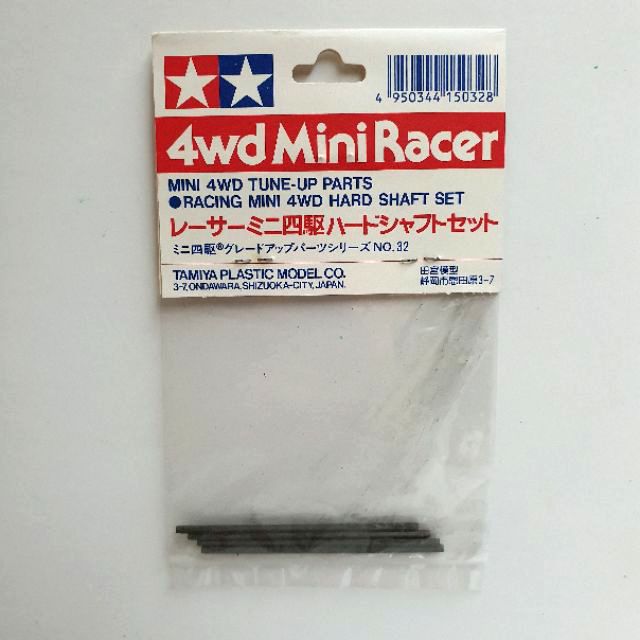 4 950344 150328
4wd Mini Racer
MINI 4WD TUNE-UP PARTS
●RACING MINI 4WD HARD SHAFT SET
レーサーミニ四駆ハードシャフトセット
ミニ四駆®グレードアップパーツシリーズ NO.32
TAMIYA PLASTIC MODEL CO.
3-7, ONDAWARA, SHIZUOKA-CITY, JAPAN.
田宮模型
静岡市恩田原3-7